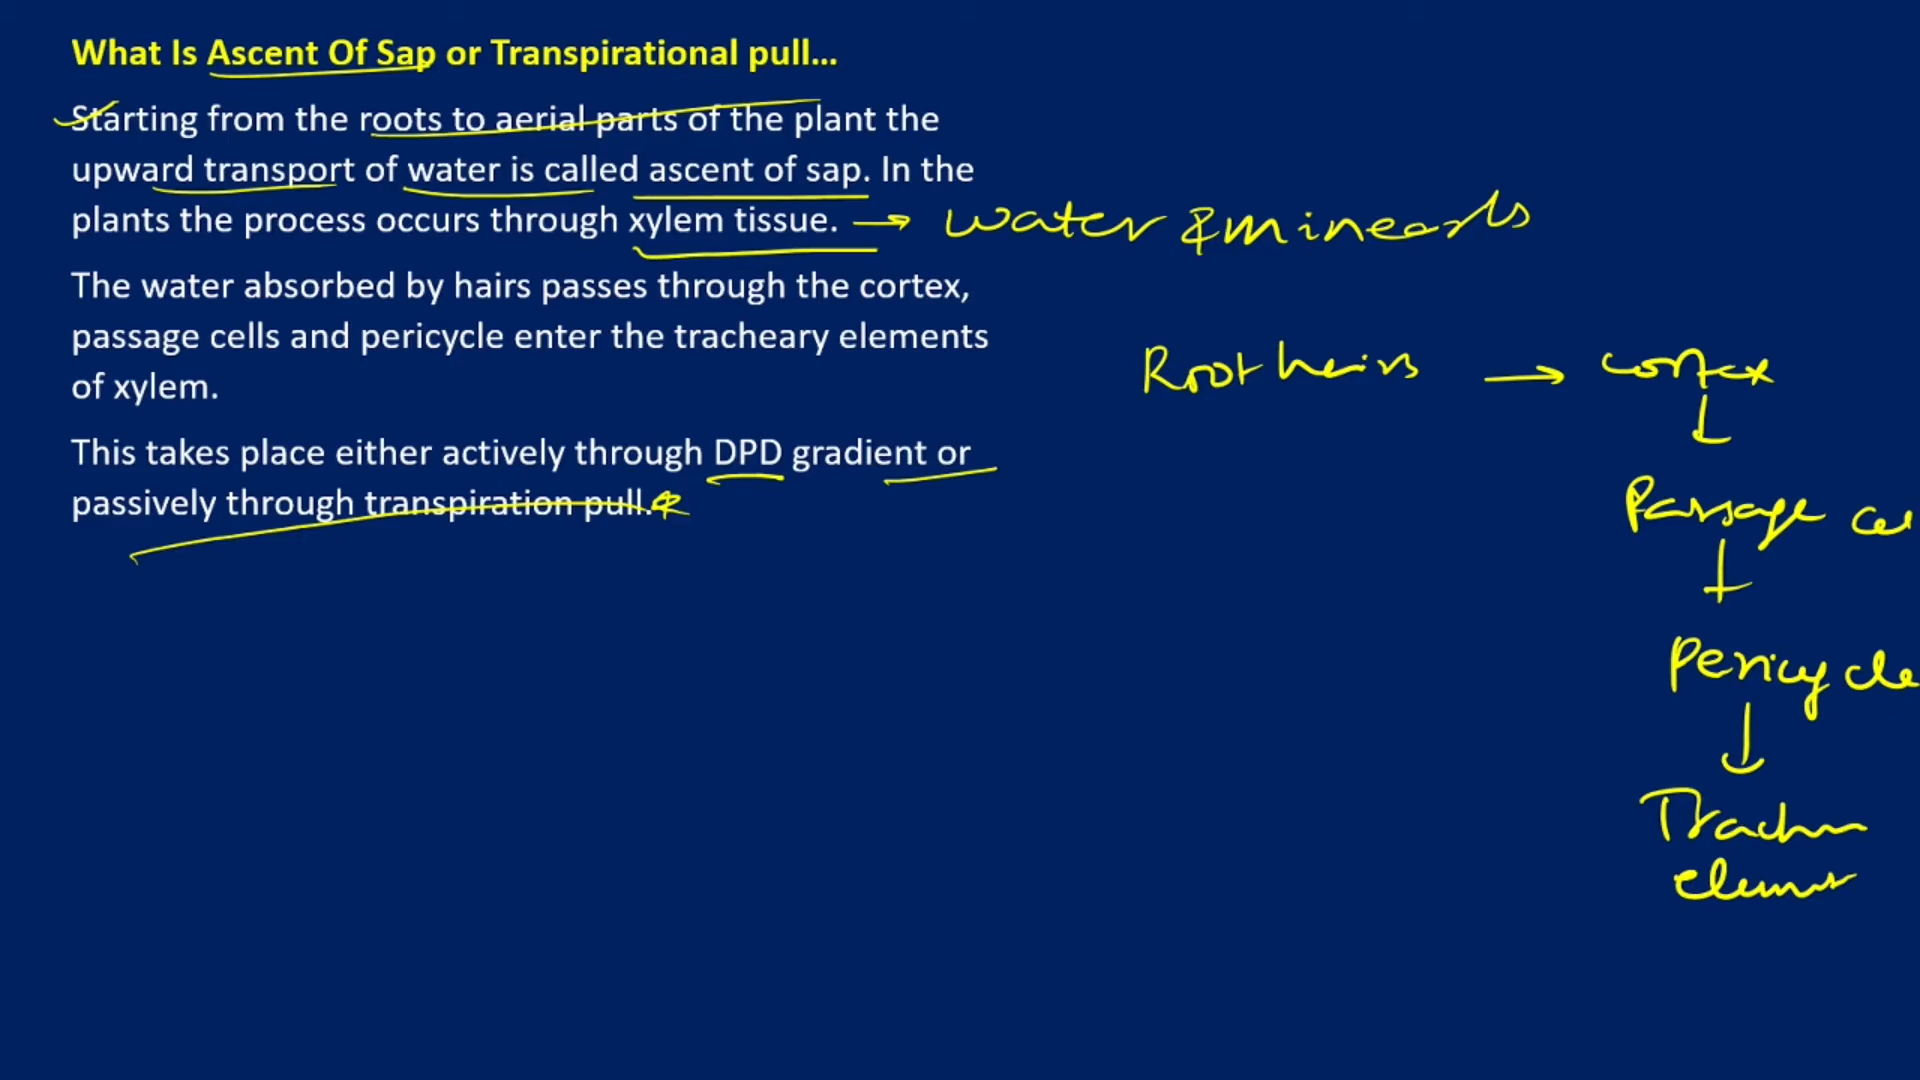 What Is Ascent Of Sap or Transpirational pull...
Starting from the roots to aerial parts of the plant the
upward transport of water is called ascent of sap. In the
plants the process occurs through xylem tissue. → water & minearls
The water absorbed by hairs passes through the cortex,
passage cells and pericycle enter the tracheary elements
of xylem.
Root hairs → cortex
This takes place either actively through DPD gradient or
passively through transpiration pull.
Passage cel
Pericycle